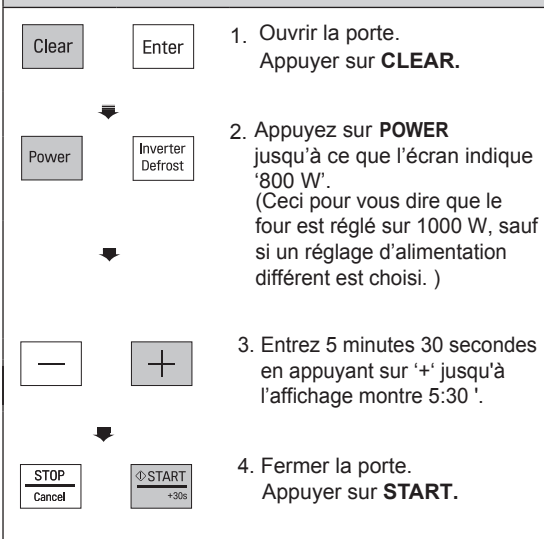 Clear
Enter
1. Ouvrir la porte.
Appuyer sur CLEAR.
Power
Inverter
Defrost
2. Appuyez sur POWER
jusqu’à ce que l’écran indique
‘800 W’.
(Ceci pour vous dire que le
four est réglé sur 1000 W, sauf
si un réglage d’alimentation
différent est choisi. )
—
+
3. Entrez 5 minutes 30 secondes
en appuyant sur ‘+‘ jusqu'à
l’affichage montre 5:30 '.
STOP
Cancel
START
+30s
4. Fermer la porte.
Appuyer sur START.